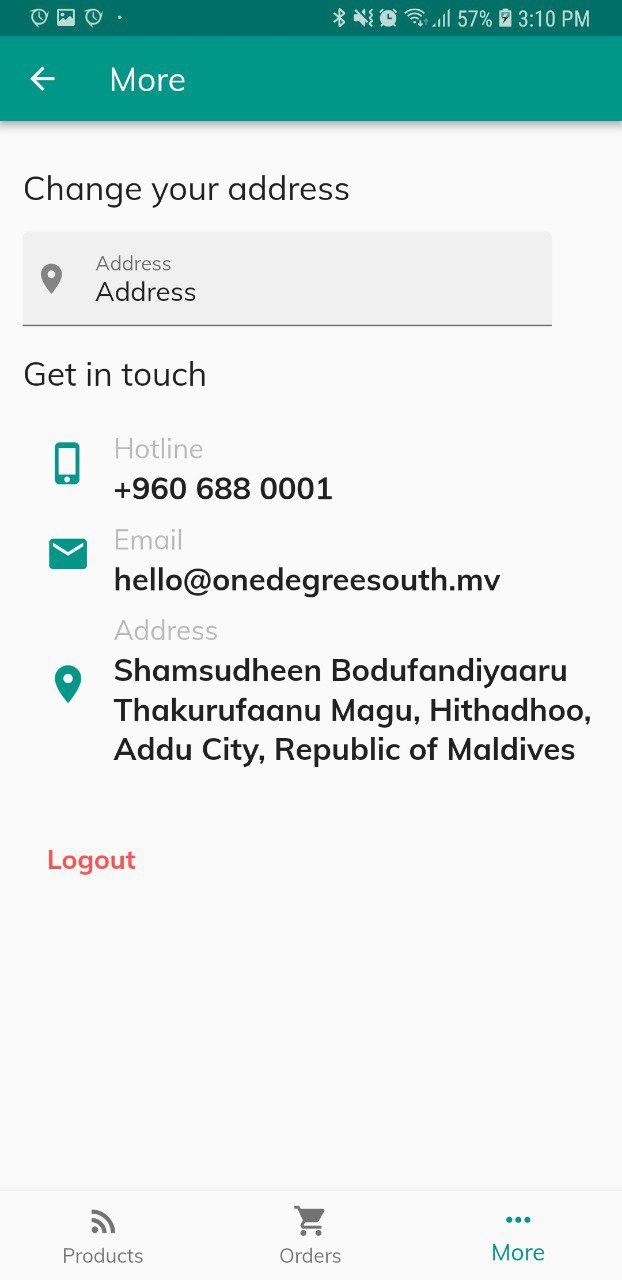 57% 3:10 PM
More
Change your address
Address
Address
Get in touch
Hotline
+960 688 0001
Email
hello@onedegreesouth.mv
Address
Shamsudheen Bodufandiyaaru
Thakurufaanu Magu, Hithadhoo,
Addu City, Republic of Maldives
Logout
Products Orders More